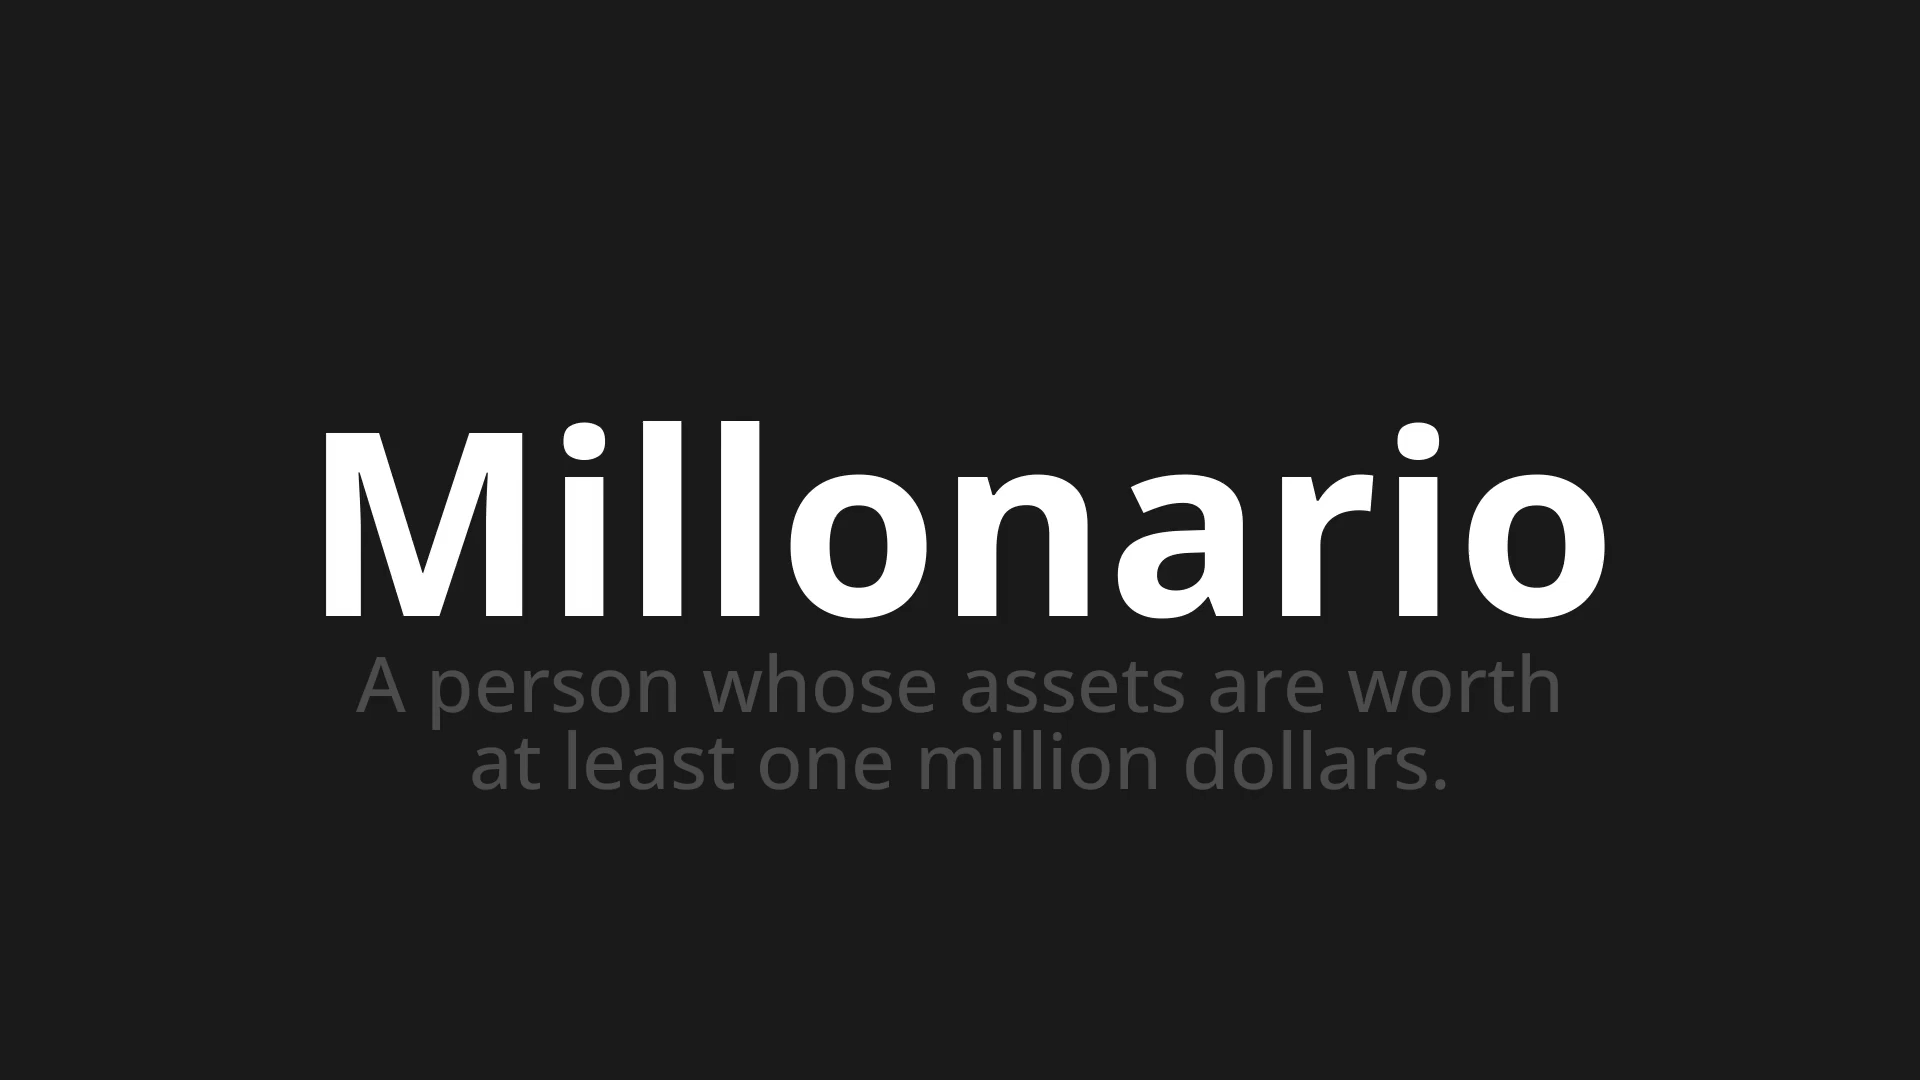 Millonario
A person whose assets are worth
at least one million dollars.